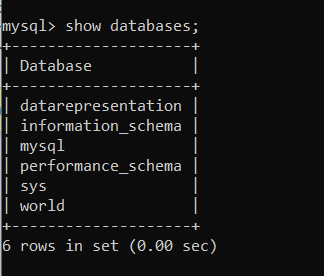 mysql> show databases;
+--------------------+
| Database           |
+--------------------+
| datarepresentation |
| information_schema |
| mysql              |
| performance_schema |
| sys                |
| world              |
+--------------------+
6 rows in set (0.00 sec)